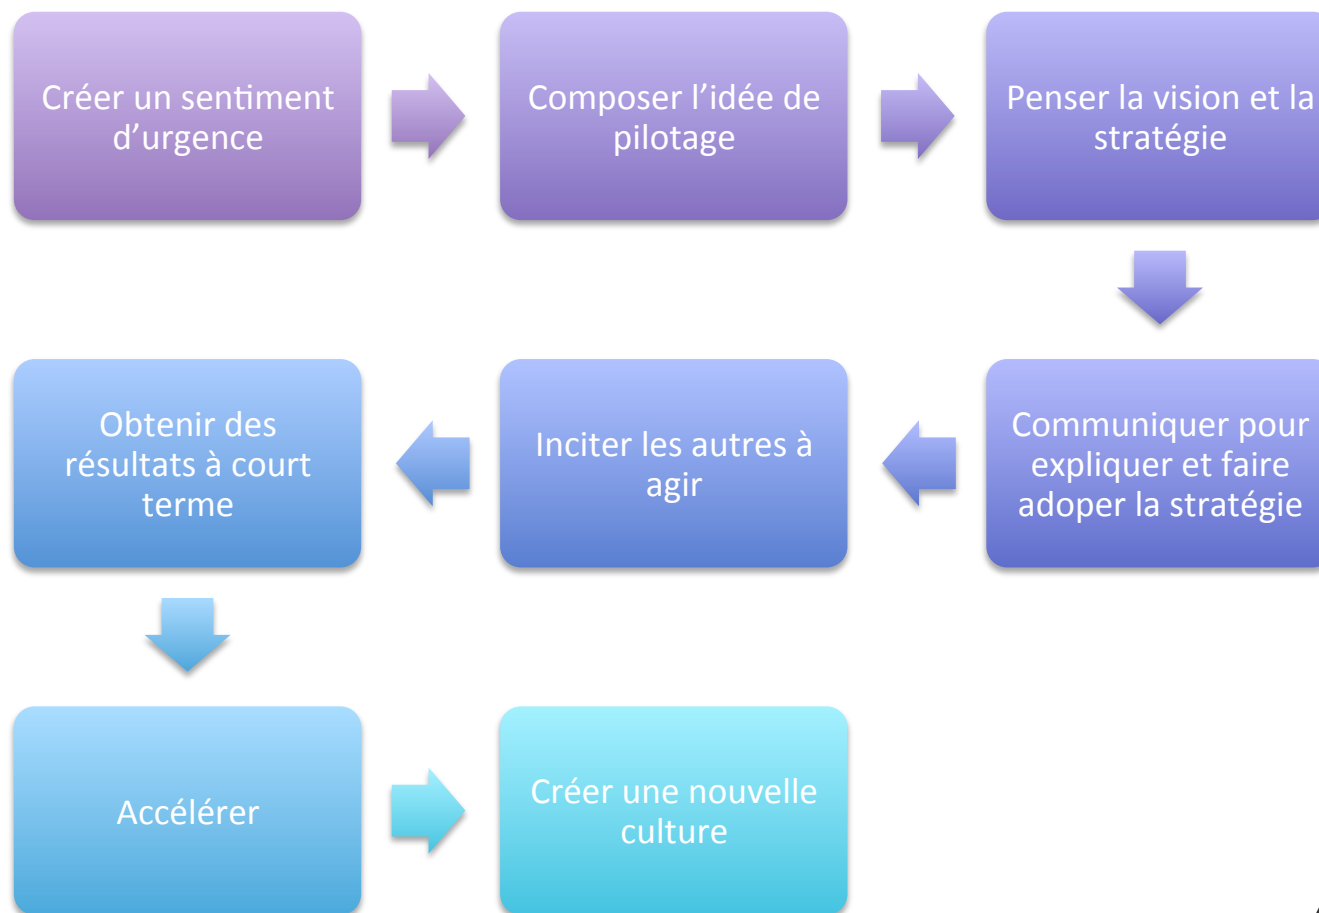 Créer un sentiment
d’urgence
Composer l’idée de
pilotage
Penser la vision et la
stratégie
Communiquer pour
expliquer et faire
adoper la stratégie
Inciter les autres à
agir
Obtenir des
résultats à court
terme
Accélérer
Créer une nouvelle
culture